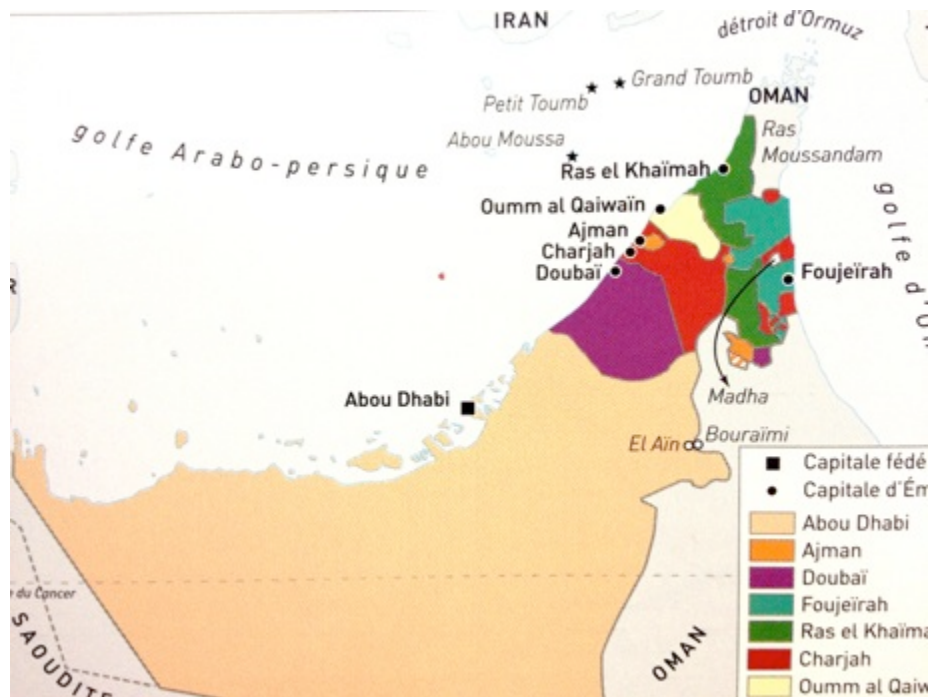 IRAN
détroit d'Ormuz
Grand Toumb
Petit Toumb
OMAN
Abou Moussa
Ras
Moussandam
golfe Arabo-persique
Ras el Khaïmah
Oumm al Qaiwaïn
Ajman
Charjah
Doubaï
Foujeïrah
golfe d'O
Abou Dhabi
Madha
El Aïn
Bouraïmi
Capitale fédé
Capitale d'Ém
Abou Dhabi
Ajman
Doubaï
Foujeïrah
Ras el Khaïma
Charjah
Oumm al Qaiw
du Cancer
SAOUDITE
OMAN